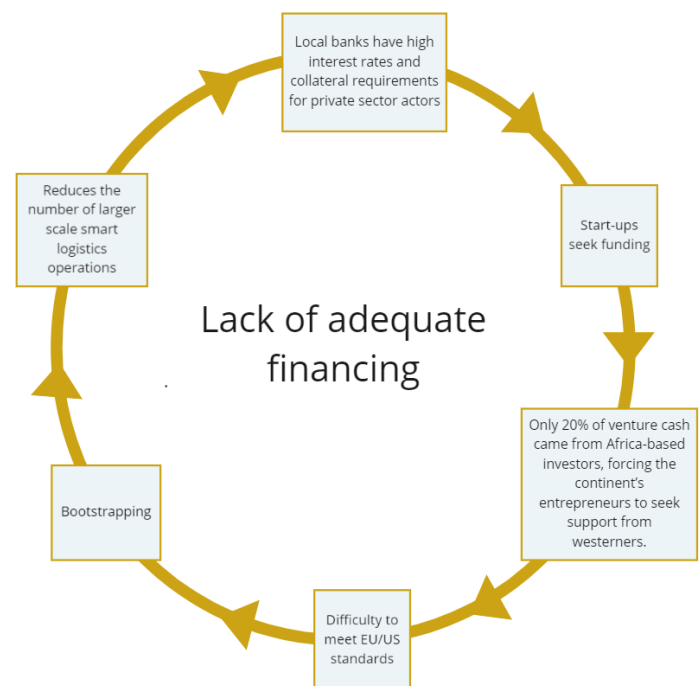 Local banks have high
interest rates and
collateral requirements
for private sector actors
Start-ups
seek funding
Only 20% of venture cash
came from Africa-based
investors, forcing the
continent's
entrepreneurs to seek
support from
westerners.
Difficulty to
meet EU/US
standards
Bootstrapping
Reduces the
number of larger
scale smart
logistics
operations
Lack of adequate
financing